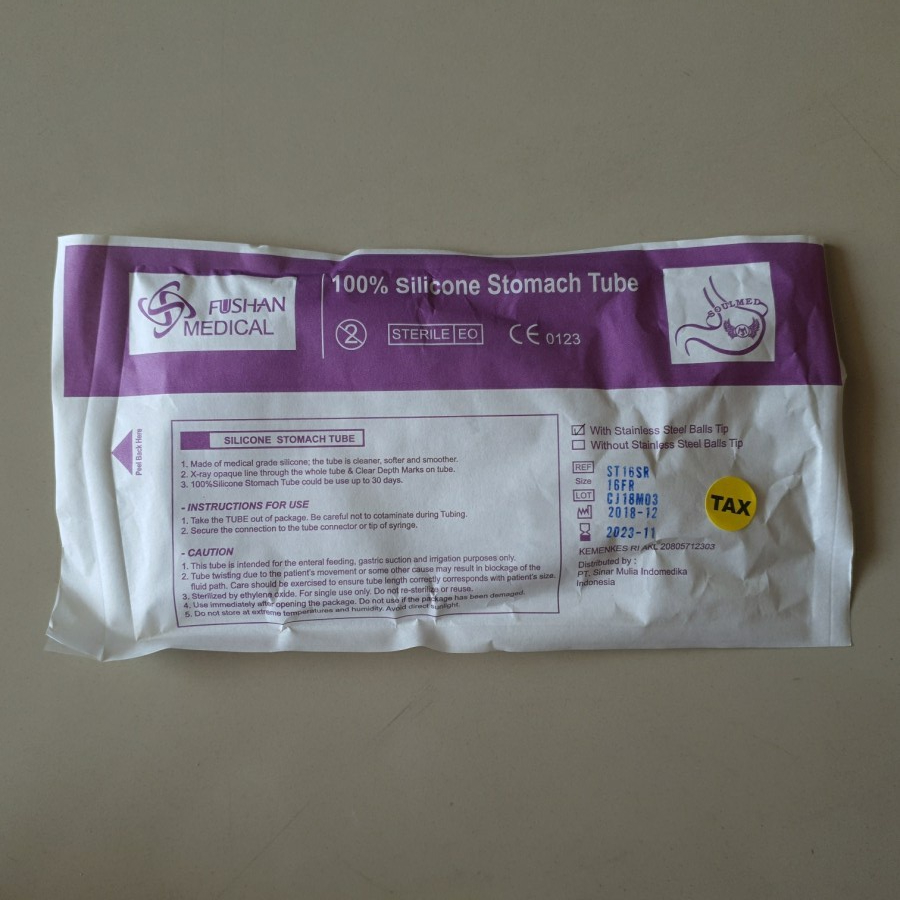 FUSHAN
MEDICAL
100% Silicone Stomach Tube
2
STERILE EO
CE 0123
SOULMED
Peel Back Here
SILICONE STOMACH TUBE
1. Made of medical grade silicone; the tube is cleaner, softer and smoother.
2. X-ray opaque line through the whole tube & Clear Depth Marks on tube.
3. 100%Silicone Stomach Tube could be use up to 30 days.
- INSTRUCTIONS FOR USE
1. Take the TUBE out of package. Be careful not to cotaminate during Tubing.
2. Secure the connection to the tube connector or tip of syringe.
- CAUTION
1. This tube is intended for the enteral feeding, gastric suction and irrigation purposes only.
2. Tube twisting due to the patient's movement or some other cause may result in blockage of the
fluid path. Care should be exercised to ensure tube length correctly corresponds with patient's size.
3. Sterilized by ethylene oxide. For single use only. Do not re-sterilize or reuse.
4. Use immediately after opening the package. Do not use if the package has been damaged.
5. Do not store at extreme temperatures and humidity. Avoid direct sunlight.
With Stainless Steel Balls Tip
Without Stainless Steel Balls Tip
REF ST16SR
Size 16FR
LOT CJ18M03
2018-12
2023-11
TAX
KEMENKES RI AKL 20805712303
Distributed by :
PT. Sinar Mulia Indomedika
Indonesia